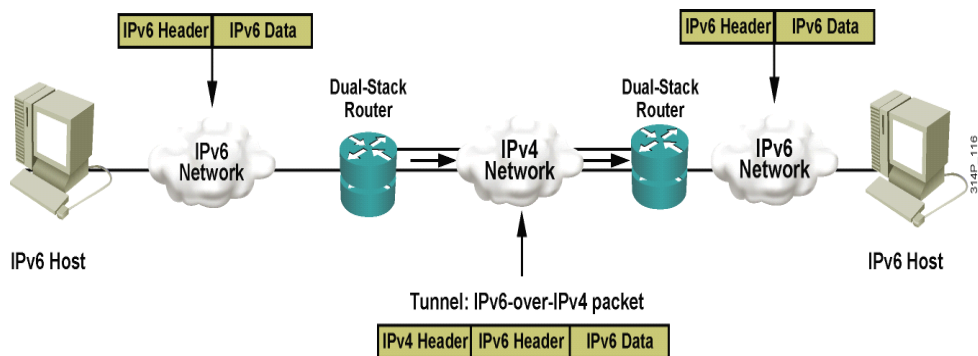 IPv6 Header IPv6 Data
IPv6 Header IPv6 Data
Dual-Stack
Router
Dual-Stack
Router
IPv6
Network
IPv4
Network
IPv6
Network
IPv6 Host
IPv6 Host
314P_116
Tunnel: IPv6-over-IPv4 packet
IPv4 Header IPv6 Header IPv6 Data